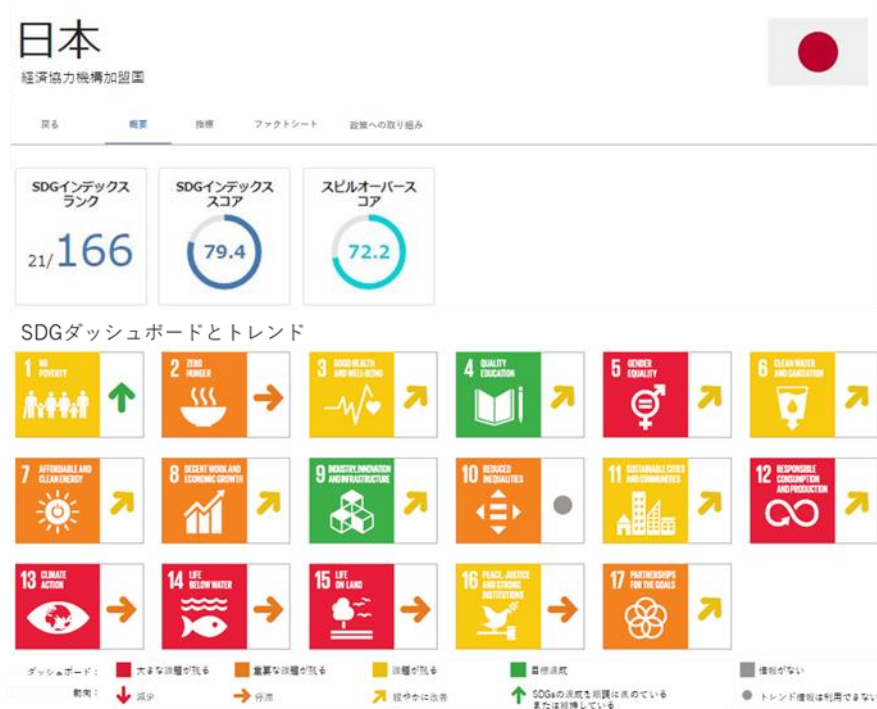 日本
経済協力機構加盟国
戻る 概要 指標 ファクトシート 政策への取り組み
SDGインデックス
ランク
21/166
SDGインデックス
スコア
79.4
スピルオーバース
コア
72.2
SDGダッシュボードとトレンド
1 NO
POVERTY
2 ZERO
HUNGER
3 GOOD HEALTH
AND WELL-BEING
4 QUALITY
EDUCATION
5 GENDER
EQUALITY
6 CLEAN WATER
AND SANITATION
7 AFFORDABLE AND
CLEAN ENERGY
8 DECENT WORK AND
ECONOMIC GROWTH
9 INDUSTRY, INNOVATION
AND INFRASTRUCTURE
10 REDUCED
INEQUALITIES
11 SUSTAINABLE CITIES
AND COMMUNITIES
12 RESPONSIBLE
CONSUMPTION
AND PRODUCTION
13 CLIMATE
ACTION
14 LIFE
BELOW WATER
15 LIFE
ON LAND
16 PEACE, JUSTICE
AND STRONG
INSTITUTIONS
17 PARTNERSHIPS
FOR THE GOALS
ダッシュボード： 大きな課題が残る 重要な課題が残る 課題が残る 目標達成 情報がない
動向： 減少 停滞 緩やかに改善 SDGsの達成を順調に進めている
または維持している
トレンド情報は利用できない